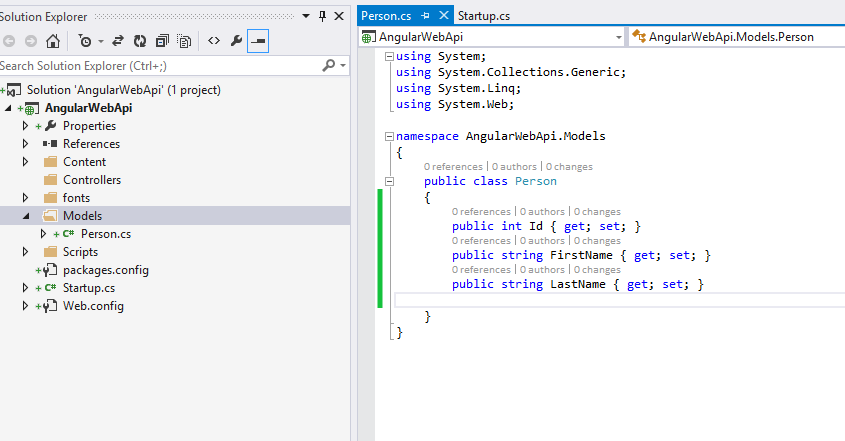 Solution Explorer
Search Solution Explorer (Ctrl+;)
Solution 'AngularWebApi' (1 project)
AngularWebApi
Properties
References
Content
Controllers
fonts
Models
C# Person.cs
Scripts
packages.config
C# Startup.cs
Web.config
Person.cs Startup.cs
AngularWebApi AngularWebApi.Models.Person
using System;
using System.Collections.Generic;
using System.Linq;
using System.Web;
namespace AngularWebApi.Models
{
0 references | 0 authors | 0 changes
public class Person
{
0 references | 0 authors | 0 changes
public int Id { get; set; }
0 references | 0 authors | 0 changes
public string FirstName { get; set; }
0 references | 0 authors | 0 changes
public string LastName { get; set; }
}
}